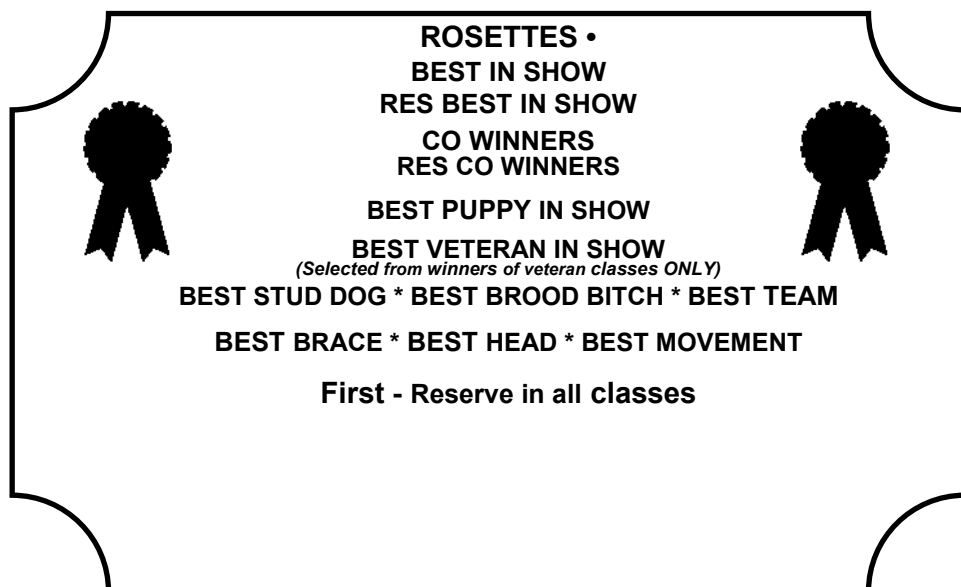 ROSETTES •
BEST IN SHOW
RES BEST IN SHOW
CO WINNERS
RES CO WINNERS
BEST PUPPY IN SHOW
BEST VETERAN IN SHOW
(Selected from winners of veteran classes ONLY)
BEST STUD DOG * BEST BROOD BITCH * BEST TEAM
BEST BRACE * BEST HEAD * BEST MOVEMENT
First - Reserve in all classes